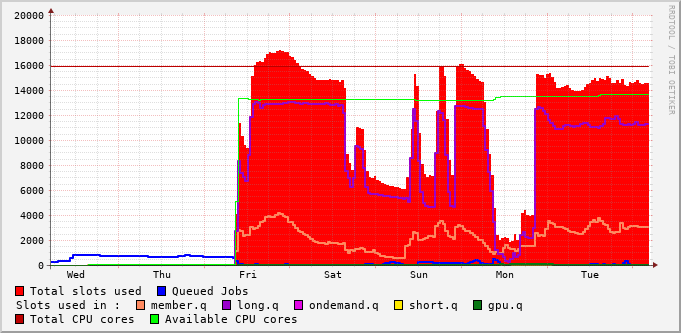 20000
18000
16000
14000
12000
10000
8000
6000
4000
2000
0
Wed Thu Fri Sat Sun Mon Tue
RRDTOOL / TOBI OETIKER
Total slots used Queued Jobs
Slots used in : member.q long.q ondemand.q short.q gpu.q
Total CPU cores Available CPU cores